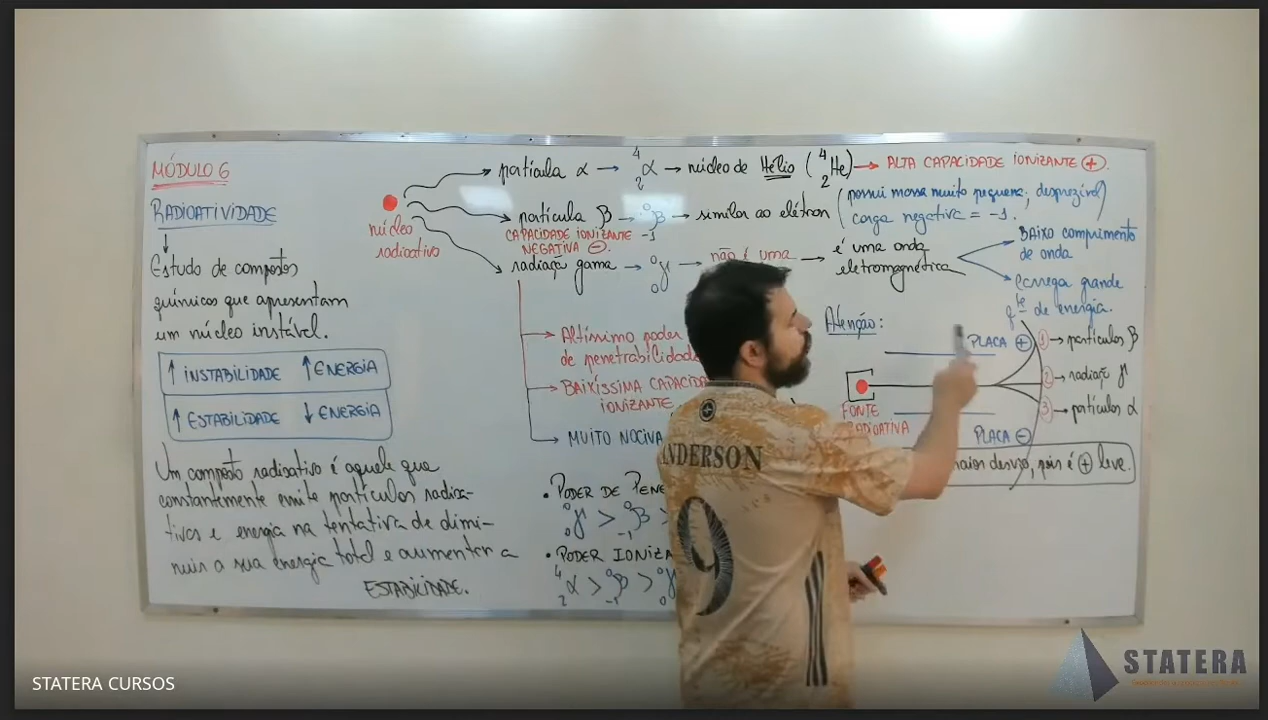 MÓDULO 6
RADIOATIVIDADE
Estudo de compostos
químicos que apresentam
um núcleo instável.
↑ INSTABILIDADE ↑ ENERGIA
↑ ESTABILIDADE ↓ ENERGIA
Um composto radioativo é aquele que
constantemente emite partículas radioa-
tivas e energia na tentativa de dimi-
nuir a sua energia total e aumentar a
ESTABILIDADE.
núcleo
radioativo
partícula α → ⁴₂α → núcleo de Hélio (⁴₂He) → ALTA CAPACIDADE IONIZANTE (+).
partícula β → ⁰₋₁β → similar ao elétron (possui massa muito pequena, desprezível)
carga negativa = -1.
CAPACIDADE IONIZANTE
NEGATIVA (-).
radiação gama → ⁰₀γ → não é uma → é uma onda
eletromagnética
BAIXO comprimento
de onda
carrega grande
qte de energia.
Altíssimo poder
de penetrabilidade
BAIXÍSSIMA
IONIZANTE
MUITO NOCIVA
• PODER DE
⁰₀γ > ⁰₋₁β >
• PODER
⁴₂α > ⁰₋₁β > ⁰₀γ
Atenção:
PLACA (+)
1 → partículas β
2 → radiação γ
3 → partículas α
FONTE
RADIOATIVA
PLACA (-)
maior desvio, pois é (+) leve.
ANDERSON
9
STATERA CURSOS
STATERA